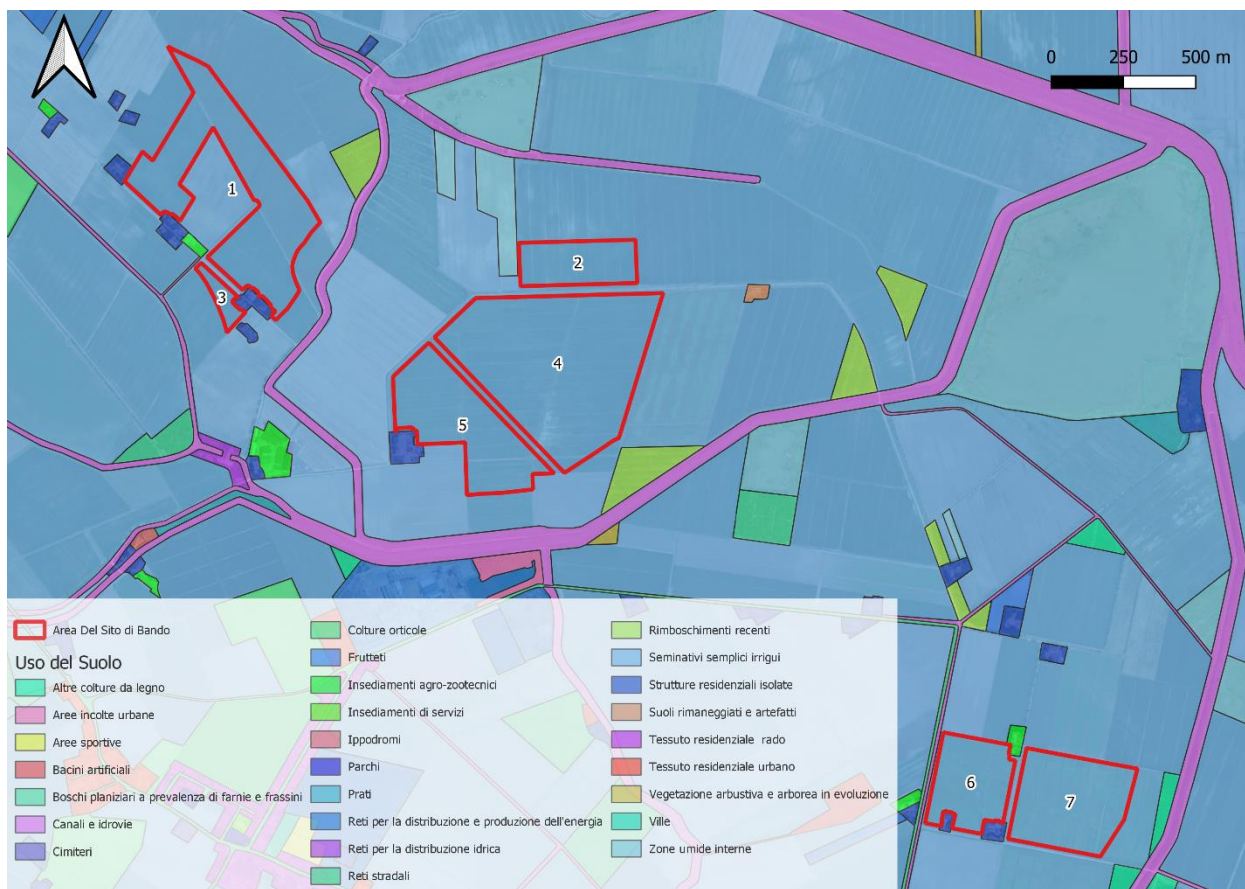 0 250 500 m
1
2
3
4
5
6
7
Area Del Sito di Bando
Uso del Suolo
Altre colture da legno
Aree incolte urbane
Aree sportive
Bacini artificiali
Boschi planiziari a prevalenza di farnie e frassini
Canali e idrovie
Cimiteri
Colture orticole
Frutteti
Insediamenti agro-zootecnici
Insediamenti di servizi
Ippodromi
Parchi
Prati
Reti per la distribuzione e produzione dell'energia
Reti per la distribuzione idrica
Reti stradali
Rimboschimenti recenti
Seminativi semplici irrigui
Strutture residenziali isolate
Suoli rimaneggiati e artefatti
Tessuto residenziale rado
Tessuto residenziale urbano
Vegetazione arbustiva e arborea in evoluzione
Ville
Zone umide interne